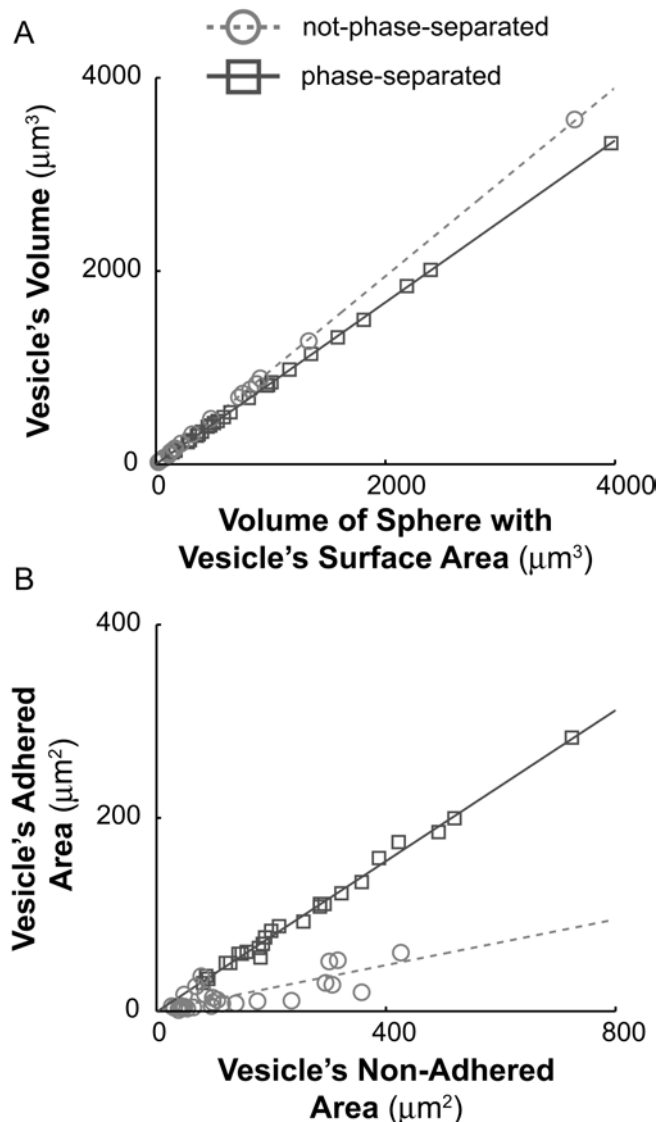 A
not-phase-separated
phase-separated
4000
2000
0
Vesicle's Volume (μm³)
0
2000
4000
Volume of Sphere with
Vesicle's Surface Area (μm³)
B
400
200
0
Vesicle's Adhered
Area (μm²)
0
400
800
Vesicle's Non-Adhered
Area (μm²)